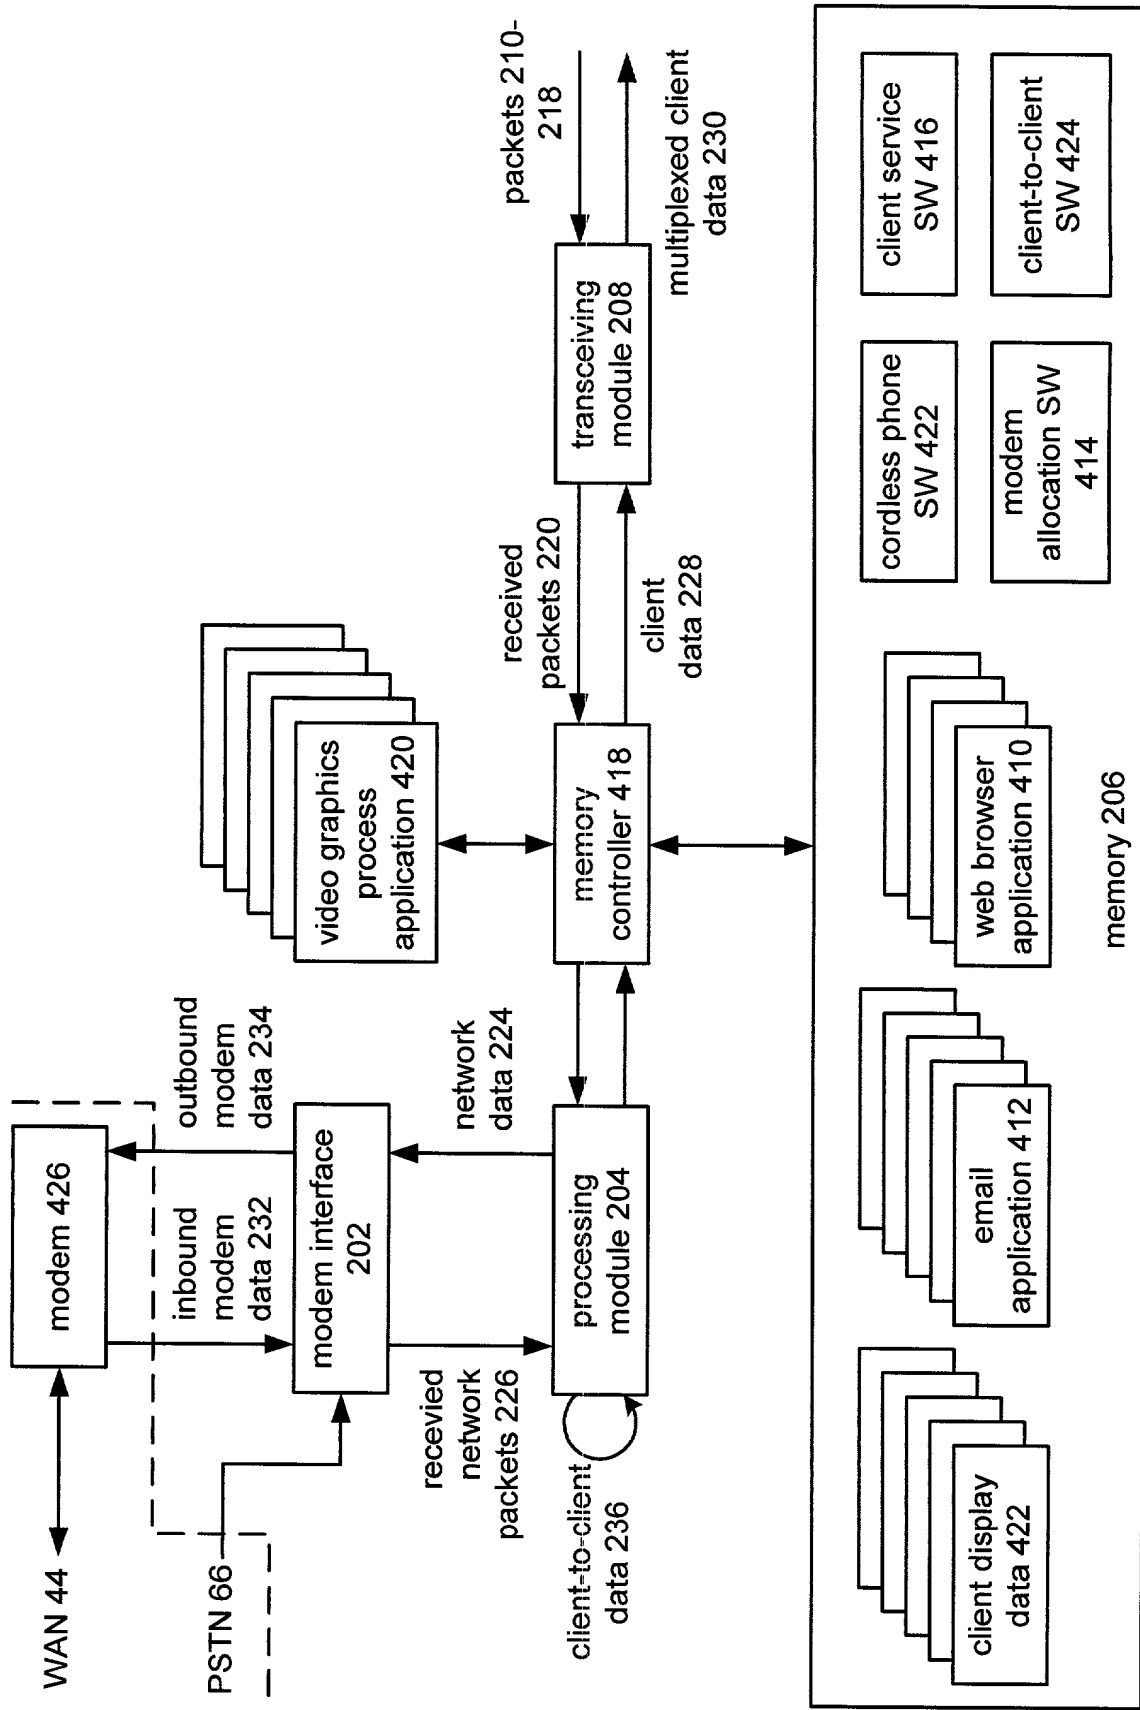 WAN 44
modem 426
PSTN 66
inbound
modem
data 232
outbound
modem
data 234
modem interface
202
recevied
network
packets 226
network
data 224
video graphics
process
application 420
client-to-client
data 236
processing
module 204
memory
controller 418
received
packets 220
client
data 228
transceiving
module 208
packets 210-
218
multiplexed client
data 230
client display
data 422
email
application 412
web browser
application 410
cordless phone
SW 422
client service
SW 416
modem
allocation SW
414
client-to-client
SW 424
memory 206